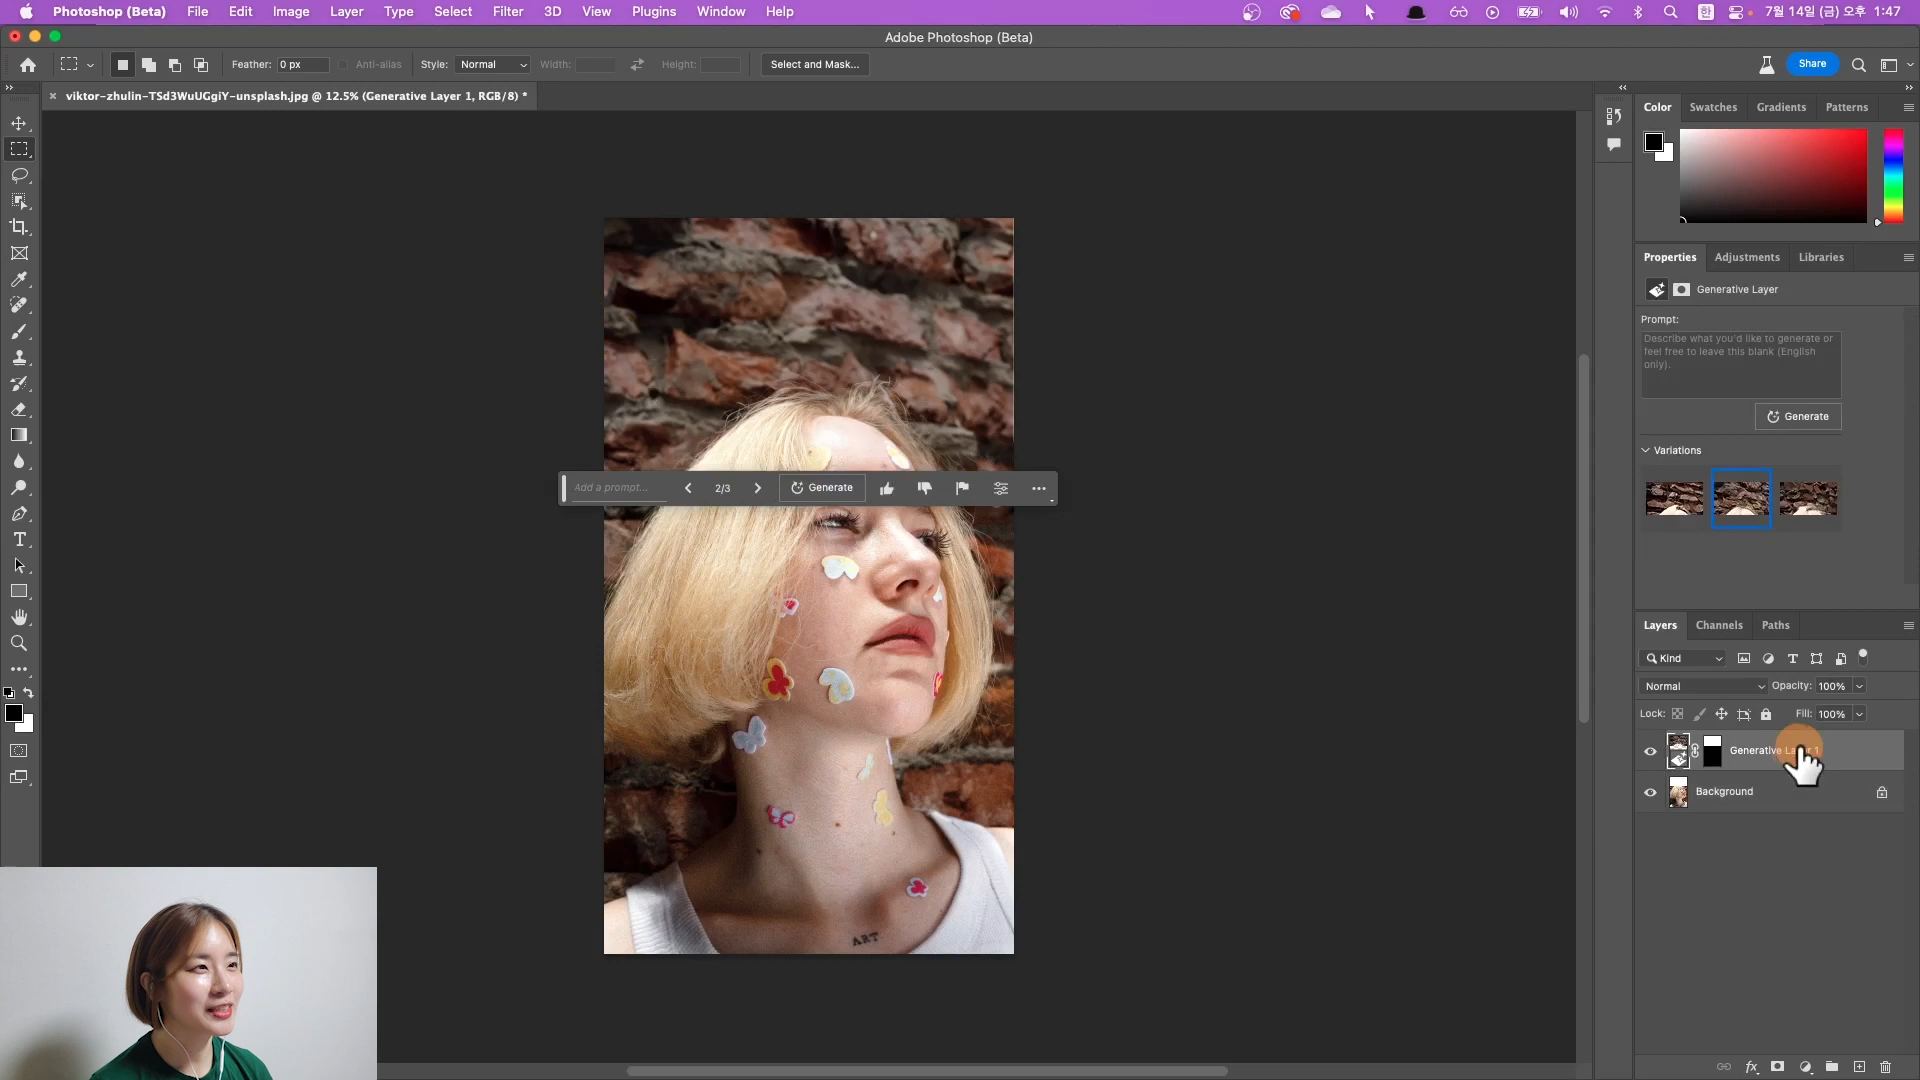 Photoshop (Beta) File Edit Image Layer Type Select Filter 3D View Plugins Window Help
한 7월 14일 (금) 오후 1:47
Adobe Photoshop (Beta)
Feather: 0 px Anti-alias Style: Normal Width: Height: Select and Mask... Share
viktor-zhulin-TSd3WuUGgiY-unsplash.jpg @ 12.5% (Generative Layer 1, RGB/8) *
Color Swatches Gradients Patterns
Properties Adjustments Libraries
Generative Layer
Prompt:
Describe what you'd like to generate or
feel free to leave this blank (English
only).
Generate
Variations
Add a prompt... 2/3 Generate
ART
Layers Channels Paths
Kind
Normal Opacity: 100%
Lock: Fill: 100%
Generative Layer 1
Background
fx